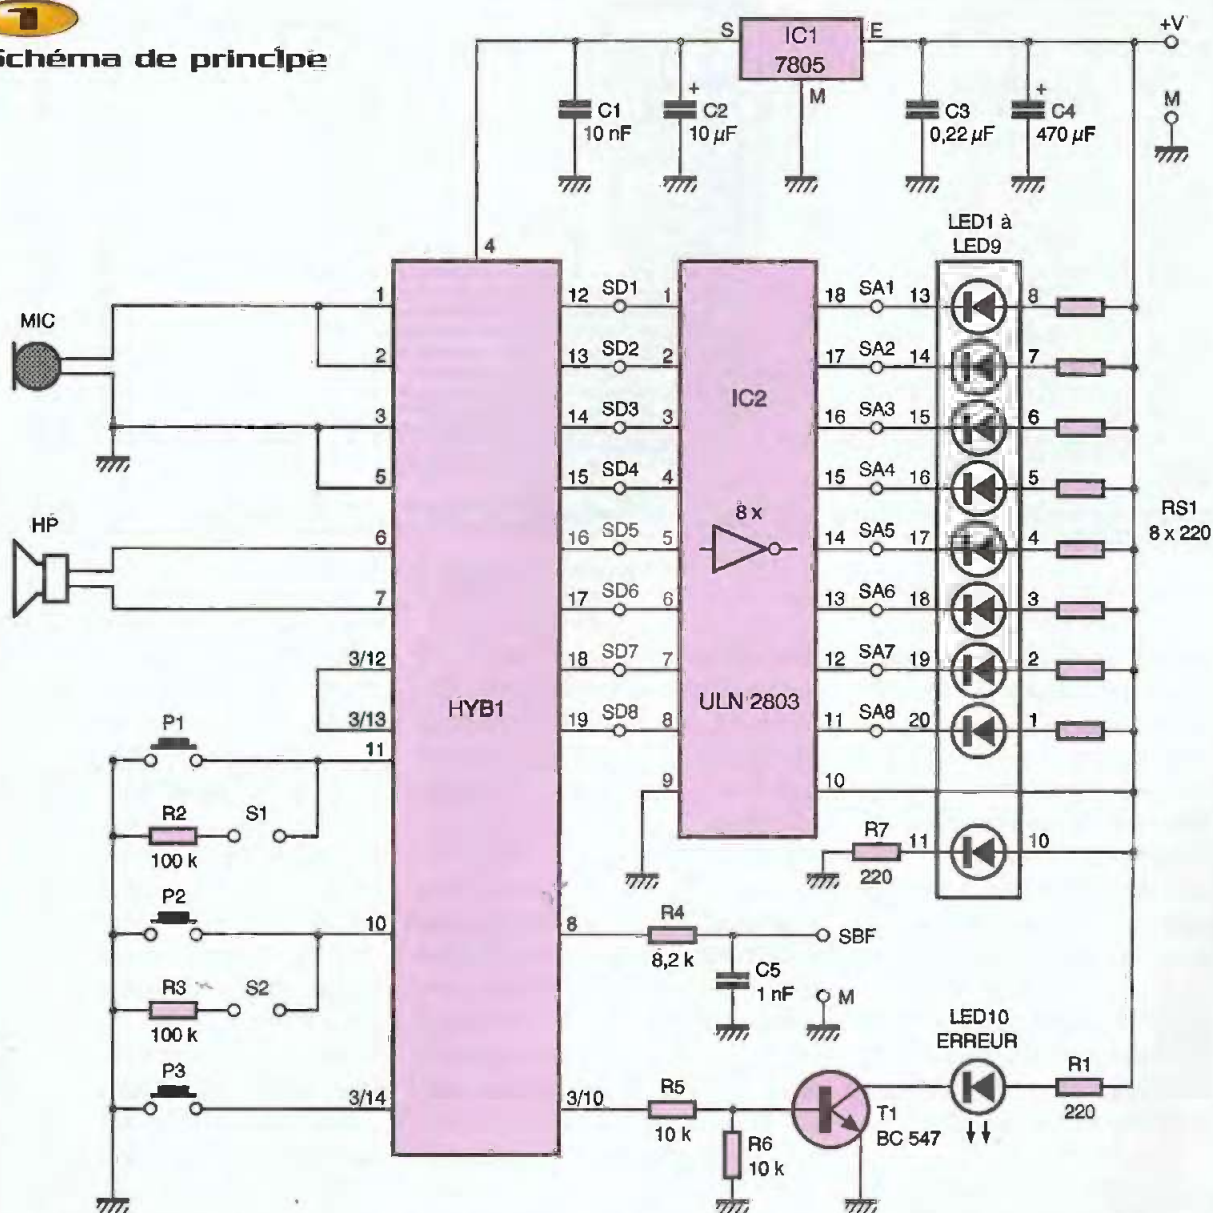 1
Schéma de principe
S
IC1
7805
E
M
+V
M
C1
10 nF
+
C2
10 µF
C3
0,22 µF
+
C4
470 µF
4
LED1 à
LED9
MIC
HP
1
2
3
5
6
7
3/12
3/13
11
10
3/14
HYB1
12 SD1 1
13 SD2 2
14 SD3 3
15 SD4 4
16 SD5 5
17 SD6 6
18 SD7 7
19 SD8 8
9
IC2
8 x
ULN 2803
18 SA1 13 8
17 SA2 14 7
16 SA3 15 6
15 SA4 16 5
14 SA5 17 4
13 SA6 18 3
12 SA7 19 2
11 SA8 20 1
10
RS1
8 x 220
R7
220
11
10
P1
R2
100 k
S1
P2
R3
100 k
S2
P3
8
R4
8,2 k
SBF
C5
1 nF
M
3/10
R5
10 k
R6
10 k
T1
BC 547
LED10
ERREUR
R1
220